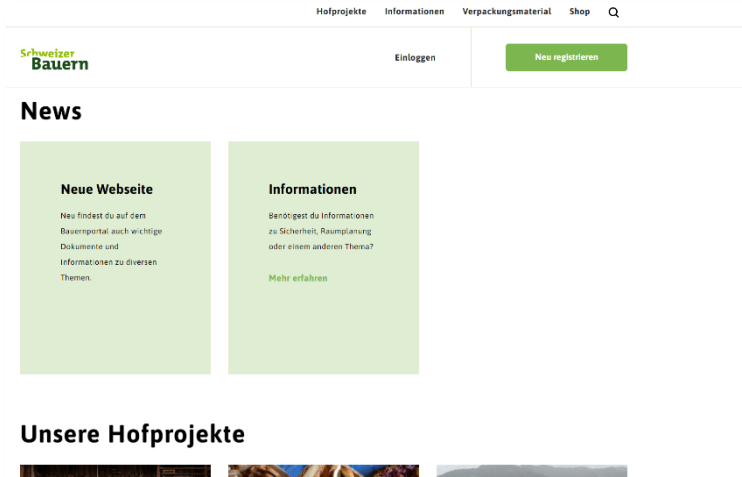 Hofprojekte Informationen Verpackungsmaterial Shop
Schweizer
Bauern
Einloggen
Neu registrieren
News
Neue Webseite
Neu findest du auf dem
Bauernportal auch wichtige
Dokumente und
Informationen zu diversen
Themen.
Informationen
Benötigest du Informationen
zu Sicherheit, Raumplanung
oder einem anderen Thema?
Mehr erfahren
Unsere Hofprojekte